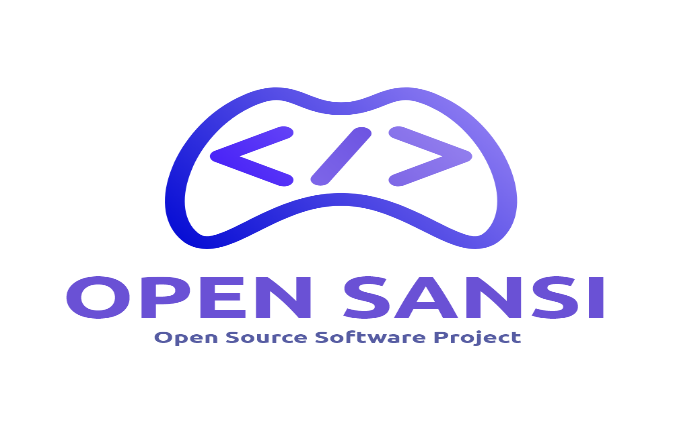 </>
OPEN SANSI
Open Source Software Project